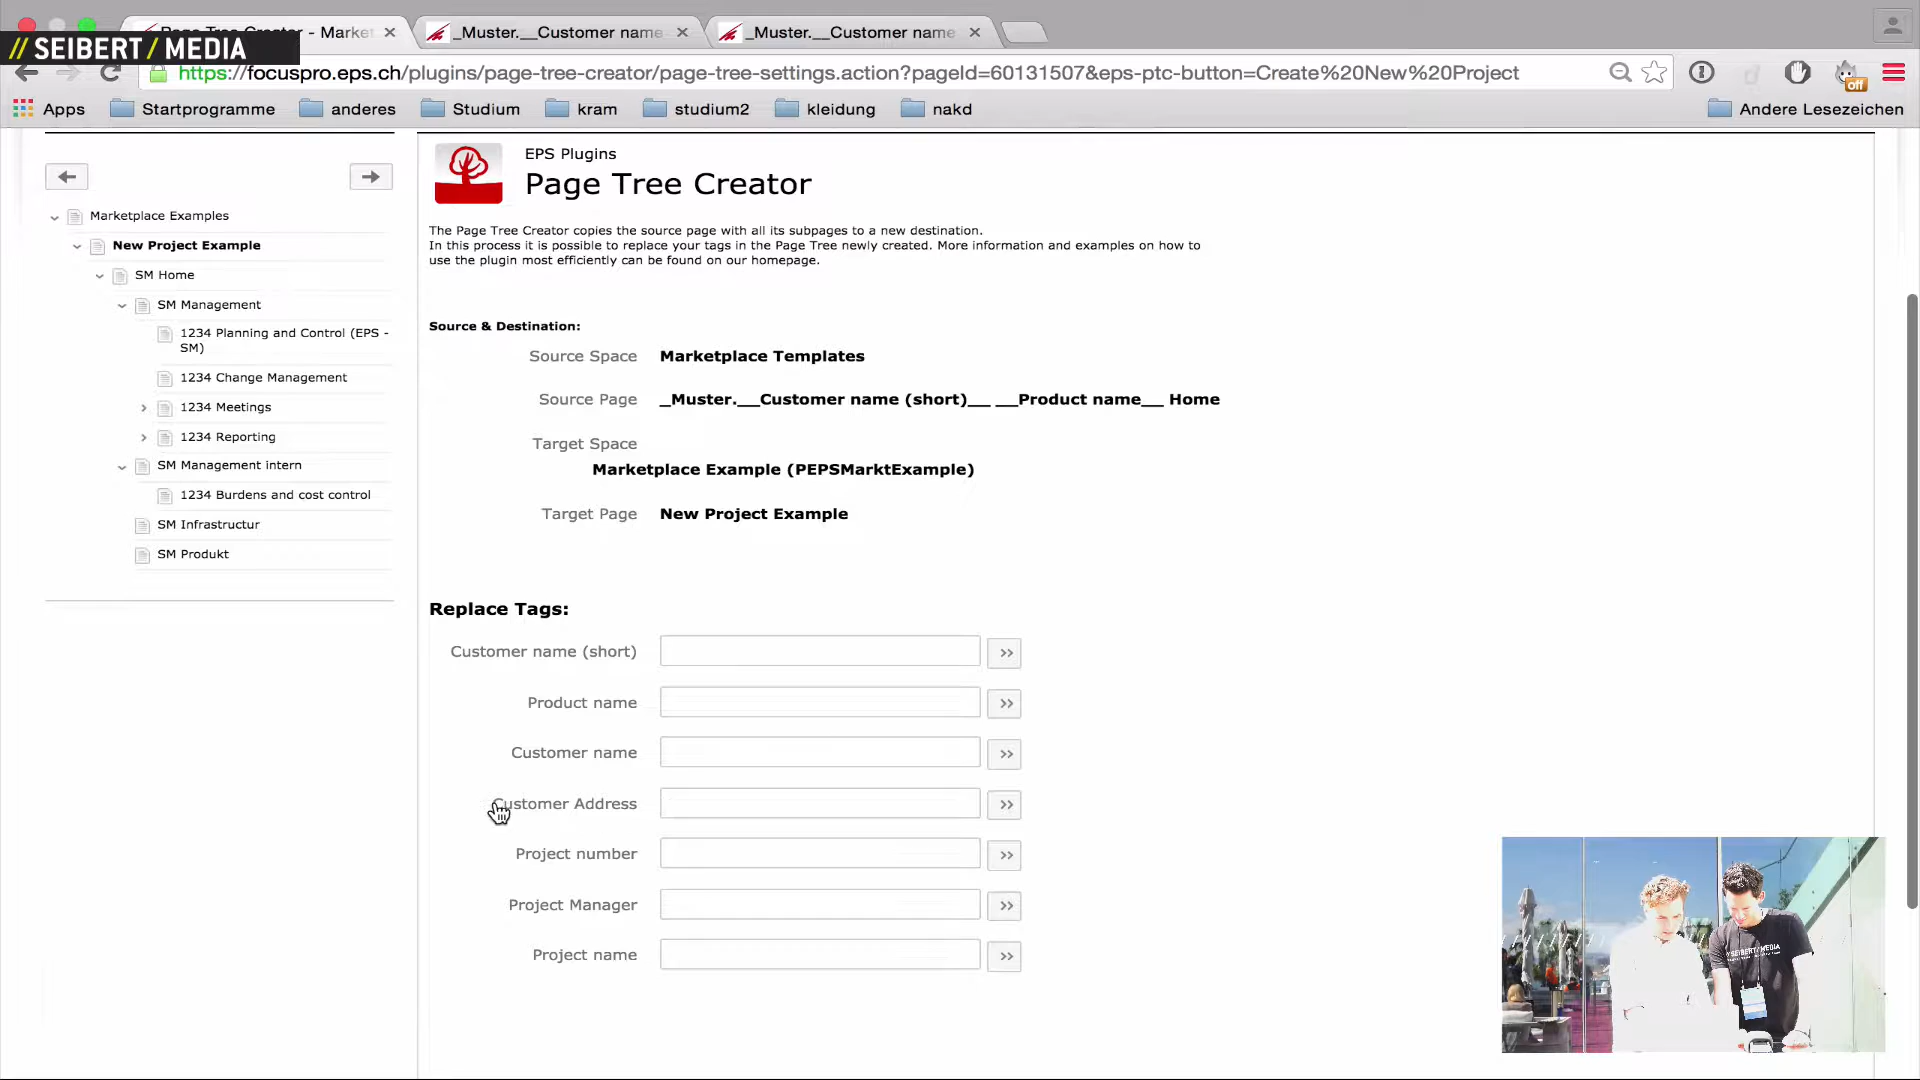 Page Tree Creator - Market
_Muster.__Customer name
_Muster.__Customer name
// SEIBERT / MEDIA
https://focuspro.eps.ch/plugins/page-tree-creator/page-tree-settings.action?pageId=60131507&eps-ptc-button=Create%20New%20Project
off
Apps
Startprogramme
anderes
Studium
kram
studium2
kleidung
nakd
Andere Lesezeichen
Marketplace Examples
New Project Example
SM Home
SM Management
1234 Planning and Control (EPS -
SM)
1234 Change Management
1234 Meetings
1234 Reporting
SM Management intern
1234 Burdens and cost control
SM Infrastructur
SM Produkt
EPS Plugins
Page Tree Creator
The Page Tree Creator copies the source page with all its subpages to a new destination.
In this process it is possible to replace your tags in the Page Tree newly created. More information and examples on how to
use the plugin most efficiently can be found on our homepage.
Source & Destination:
Source Space Marketplace Templates
Source Page _Muster.__Customer name (short)__ __Product name__ Home
Target Space
Marketplace Example (PEPSMarktExample)
Target Page New Project Example
Replace Tags:
Customer name (short) >>
Product name >>
Customer name >>
Customer Address >>
Project number >>
Project Manager >>
Project name >>
SEIBERT/MEDIA